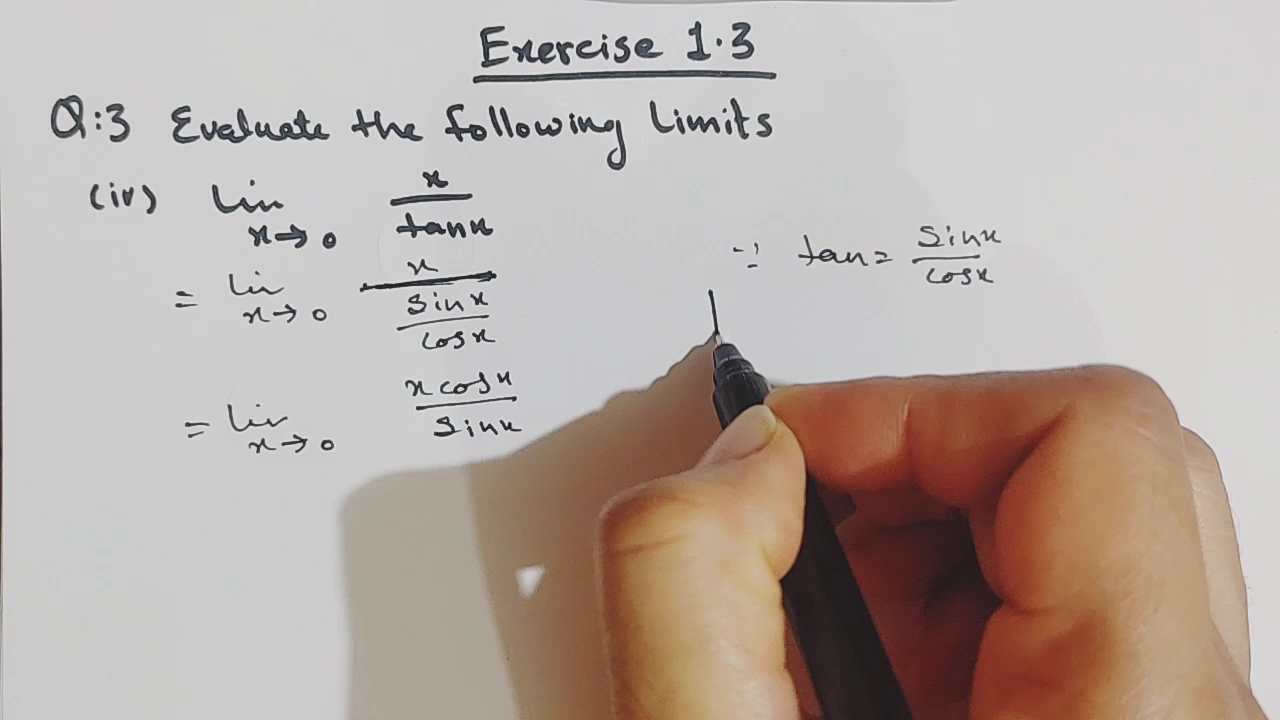 Exercise 1.3
Q:3 Evaluate the following Limits
(iv) Lim x→0 x/tanx
= Lim x→0 x/(sinx/cosx)
∵ tan = sinx/cosx
= Lim x→0 xcosx/sinx